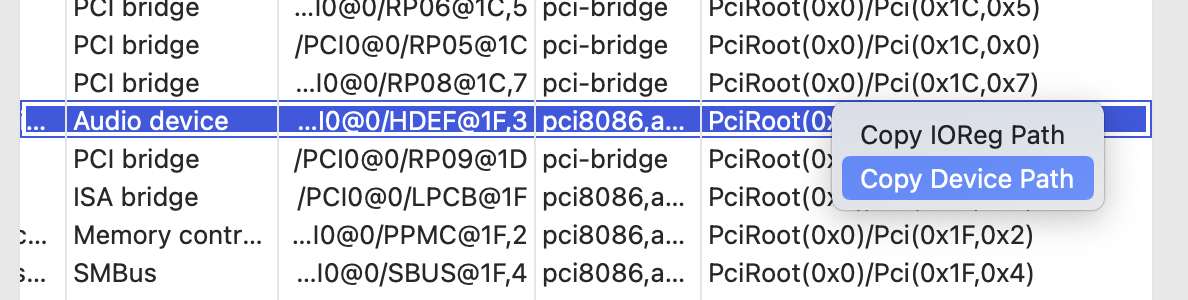 PCI bridge ...I0@0/RP06@1C,5 pci-bridge PciRoot(0x0)/Pci(0x1C,0x5)
PCI bridge /PCI0@0/RP05@1C pci-bridge PciRoot(0x0)/Pci(0x1C,0x0)
PCI bridge ...I0@0/RP08@1C,7 pci-bridge PciRoot(0x0)/Pci(0x1C,0x7)
... Audio device ...I0@0/HDEF@1F,3 pci8086,a... PciRoot(0x
Copy IOReg Path
PCI bridge /PCI0@0/RP09@1D pci-bridge PciRoot(0x0
Copy Device Path
ISA bridge /PCI0@0/LPCB@1F pci8086,a... PciRoot(0x0)
c... Memory contr... ...I0@0/PPMC@1F,2 pci8086,a... PciRoot(0x0)/Pci(0x1F,0x2)
s... SMBus ...I0@0/SBUS@1F,4 pci8086,a... PciRoot(0x0)/Pci(0x1F,0x4)